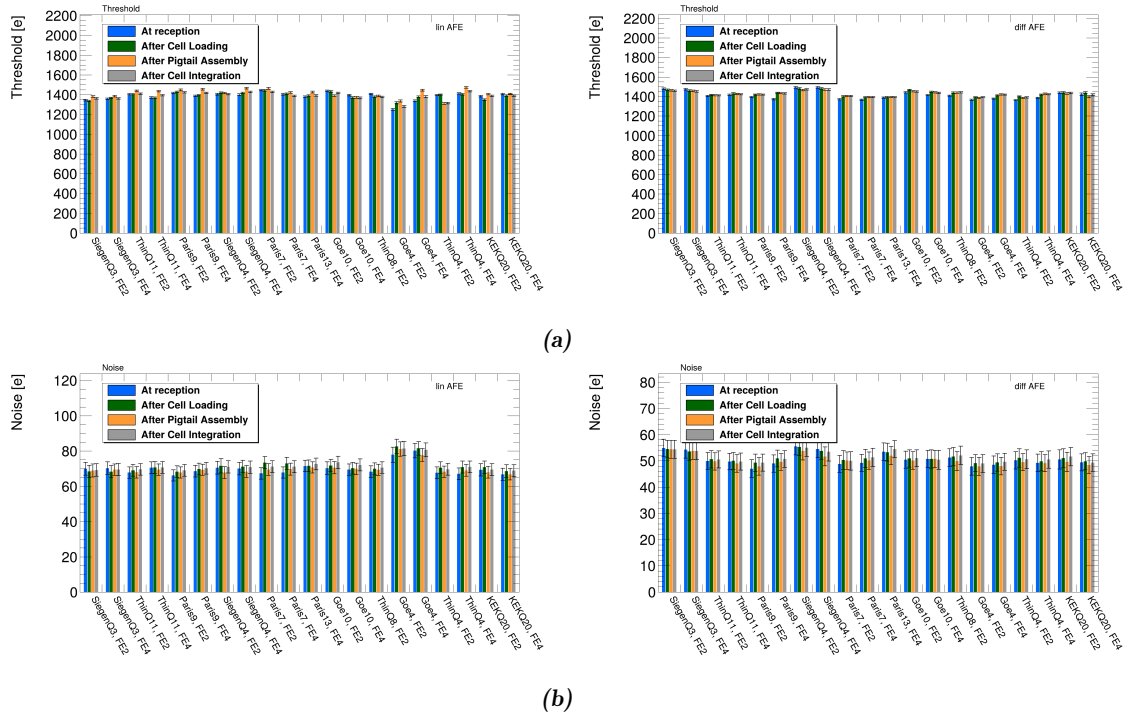 Threshold
Threshold [e]
lin AFE
At reception
After Cell Loading
After Pigtail Assembly
After Cell Integration
2200
2000
1800
1600
1400
1200
1000
800
600
400
200
0
SiegenQ3, FE2
SiegenQ3, FE4
ThinQ11, FE2
ThinQ11, FE4
Paris9, FE2
Paris9, FE4
SiegenQ4, FE2
SiegenQ4, FE4
Paris7, FE2
Paris7, FE4
Paris13, FE4
Goe10, FE2
Goe10, FE4
ThinQ8, FE2
Goe4, FE2
Goe4, FE4
ThinQ4, FE2
ThinQ4, FE4
KEKQ20, FE2
KEKQ20, FE4
Threshold
Threshold [e]
diff AFE
At reception
After Cell Loading
After Pigtail Assembly
After Cell Integration
2200
2000
1800
1600
1400
1200
1000
800
600
400
200
0
SiegenQ3, FE2
SiegenQ3, FE4
ThinQ11, FE2
ThinQ11, FE4
Paris9, FE2
Paris9, FE4
SiegenQ4, FE2
SiegenQ4, FE4
Paris7, FE2
Paris7, FE4
Paris13, FE4
Goe10, FE2
Goe10, FE4
ThinQ8, FE2
Goe4, FE2
Goe4, FE4
ThinQ4, FE2
ThinQ4, FE4
KEKQ20, FE2
KEKQ20, FE4
(a)
Noise
Noise [e]
lin AFE
At reception
After Cell Loading
After Pigtail Assembly
After Cell Integration
120
100
80
60
40
20
0
SiegenQ3, FE2
SiegenQ3, FE4
ThinQ11, FE2
ThinQ11, FE4
Paris9, FE2
Paris9, FE4
SiegenQ4, FE2
SiegenQ4, FE4
Paris7, FE2
Paris7, FE4
Paris13, FE4
Goe10, FE2
Goe10, FE4
ThinQ8, FE2
Goe4, FE2
Goe4, FE4
ThinQ4, FE2
ThinQ4, FE4
KEKQ20, FE2
KEKQ20, FE4
Noise
Noise [e]
diff AFE
At reception
After Cell Loading
After Pigtail Assembly
After Cell Integration
80
70
60
50
40
30
20
10
0
SiegenQ3, FE2
SiegenQ3, FE4
ThinQ11, FE2
ThinQ11, FE4
Paris9, FE2
Paris9, FE4
SiegenQ4, FE2
SiegenQ4, FE4
Paris7, FE2
Paris7, FE4
Paris13, FE4
Goe10, FE2
Goe10, FE4
ThinQ8, FE2
Goe4, FE2
Goe4, FE4
ThinQ4, FE2
ThinQ4, FE4
KEKQ20, FE2
KEKQ20, FE4
(b)